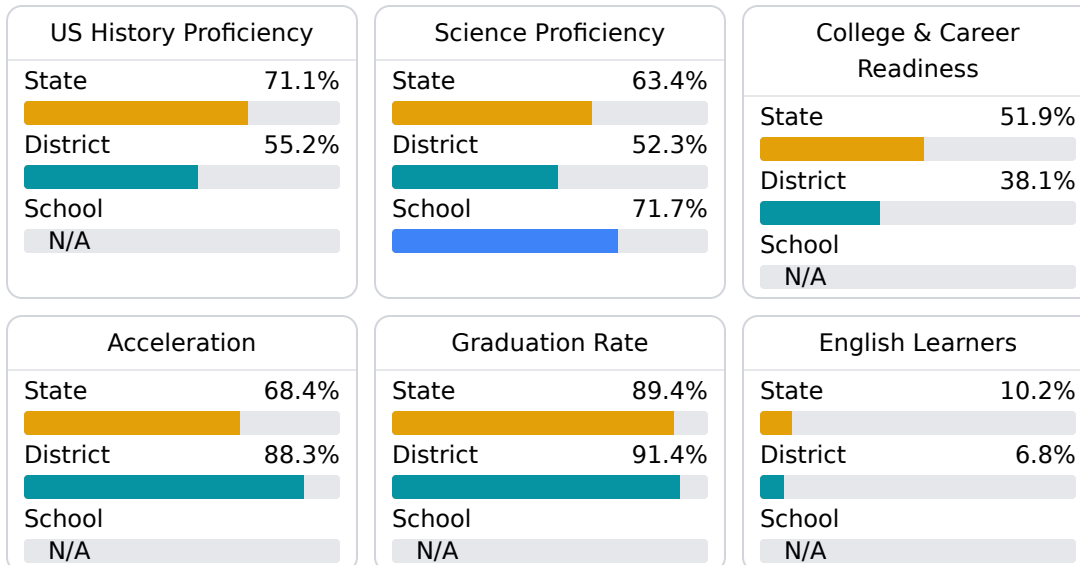 US History Proficiency
State 71.1%
District 55.2%
School
N/A
Science Proficiency
State 63.4%
District 52.3%
School 71.7%
College & Career
Readiness
State 51.9%
District 38.1%
School
N/A
Acceleration
State 68.4%
District 88.3%
School
N/A
Graduation Rate
State 89.4%
District 91.4%
School
N/A
English Learners
State 10.2%
District 6.8%
School
N/A